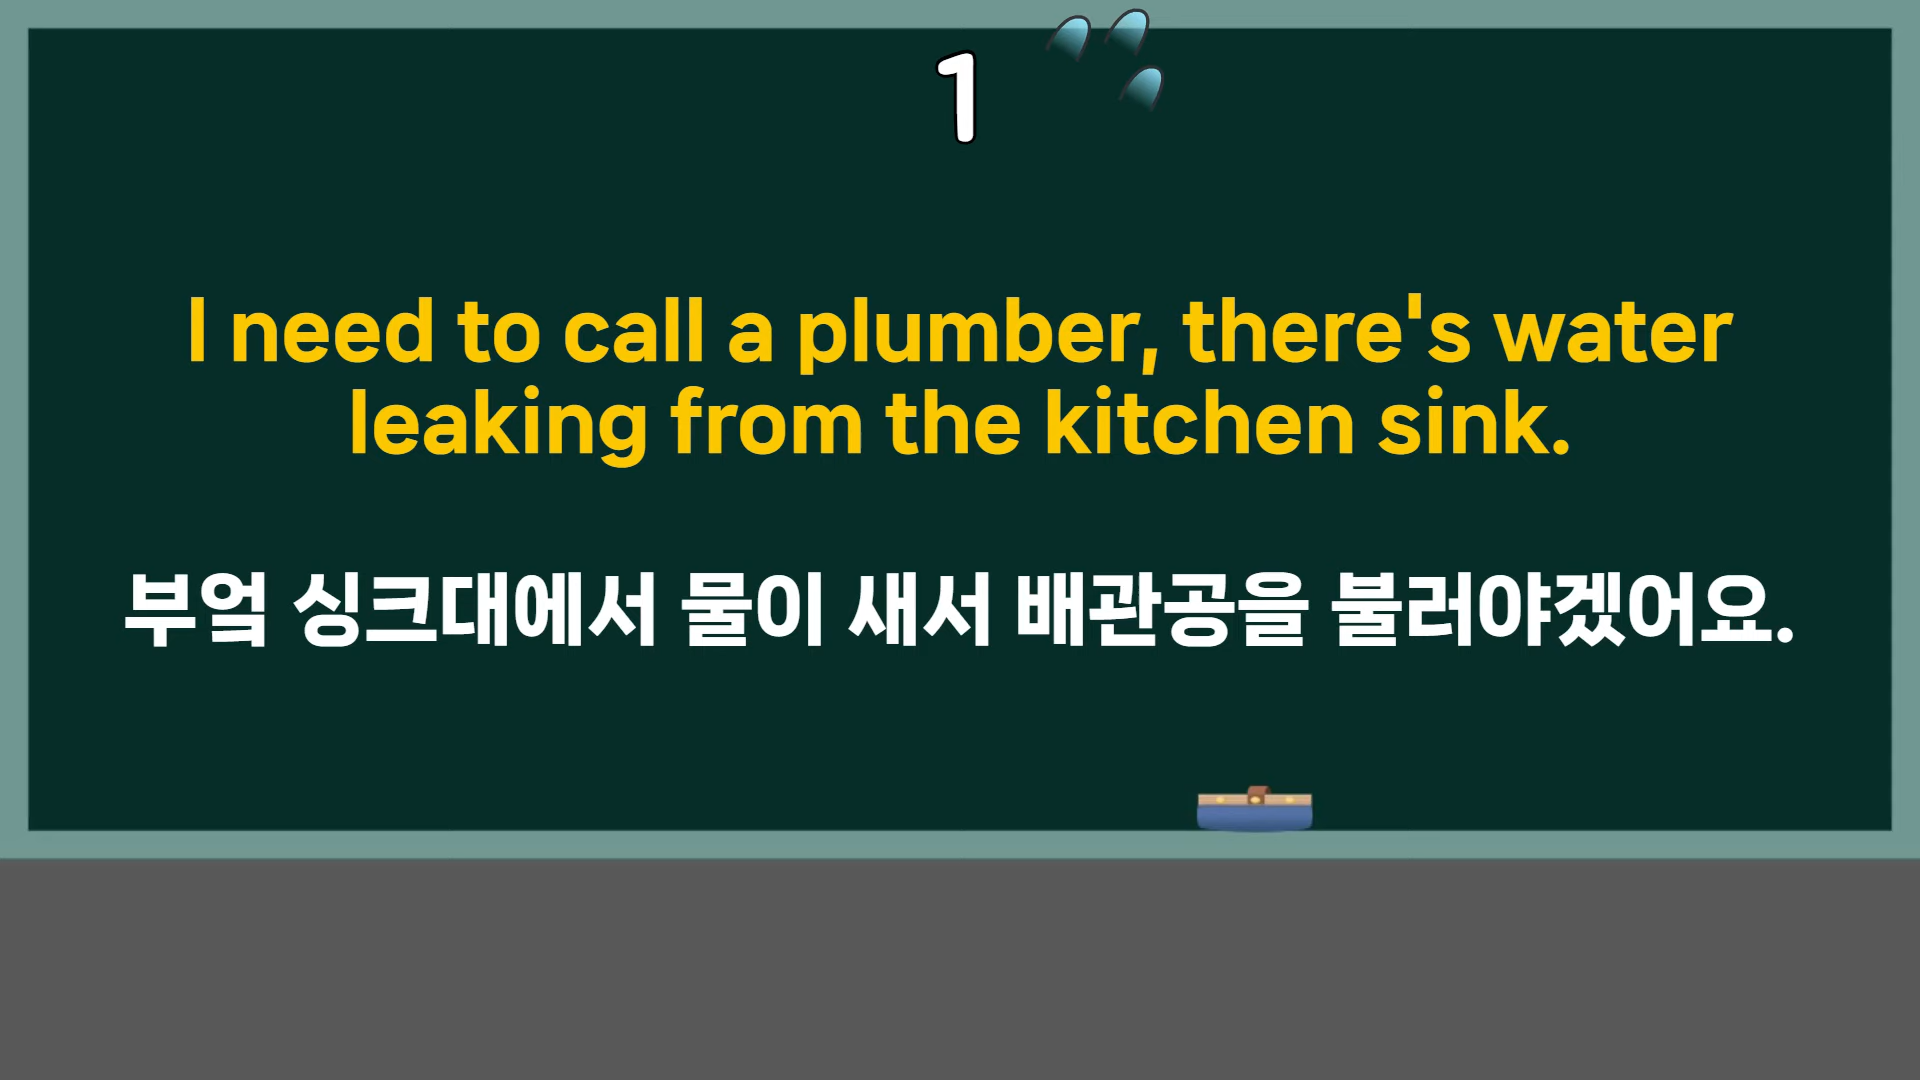 1
I need to call a plumber, there's water
leaking from the kitchen sink.
부엌 싱크대에서 물이 새서 배관공을 불러야겠어요.